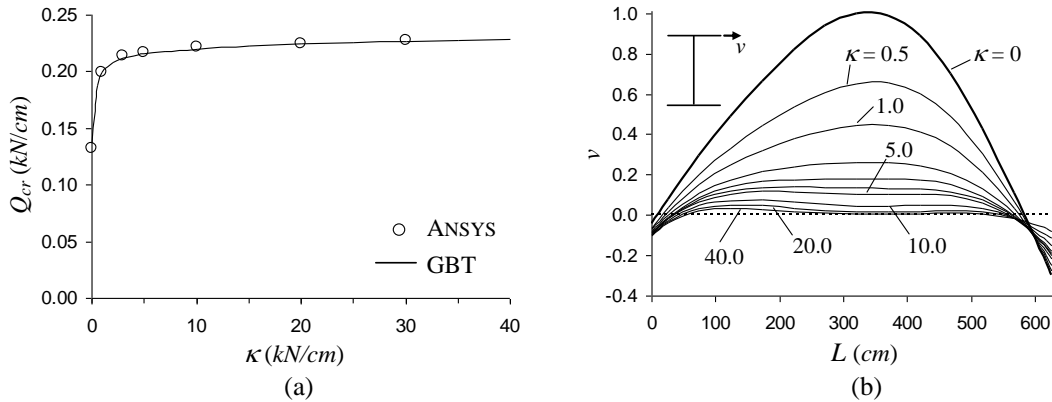 0.25
0.20
0.15
0.10
0.05
0.00
Q_cr (kN/cm)
0
10
20
30
40
κ (kN/cm)
ANSYS
GBT
(a)
1.0
0.8
0.6
0.4
0.2
0.0
-0.2
-0.4
v
0
100
200
300
400
500
600
L (cm)
v
κ = 0.5
κ = 0
1.0
5.0
40.0
20.0
10.0
(b)